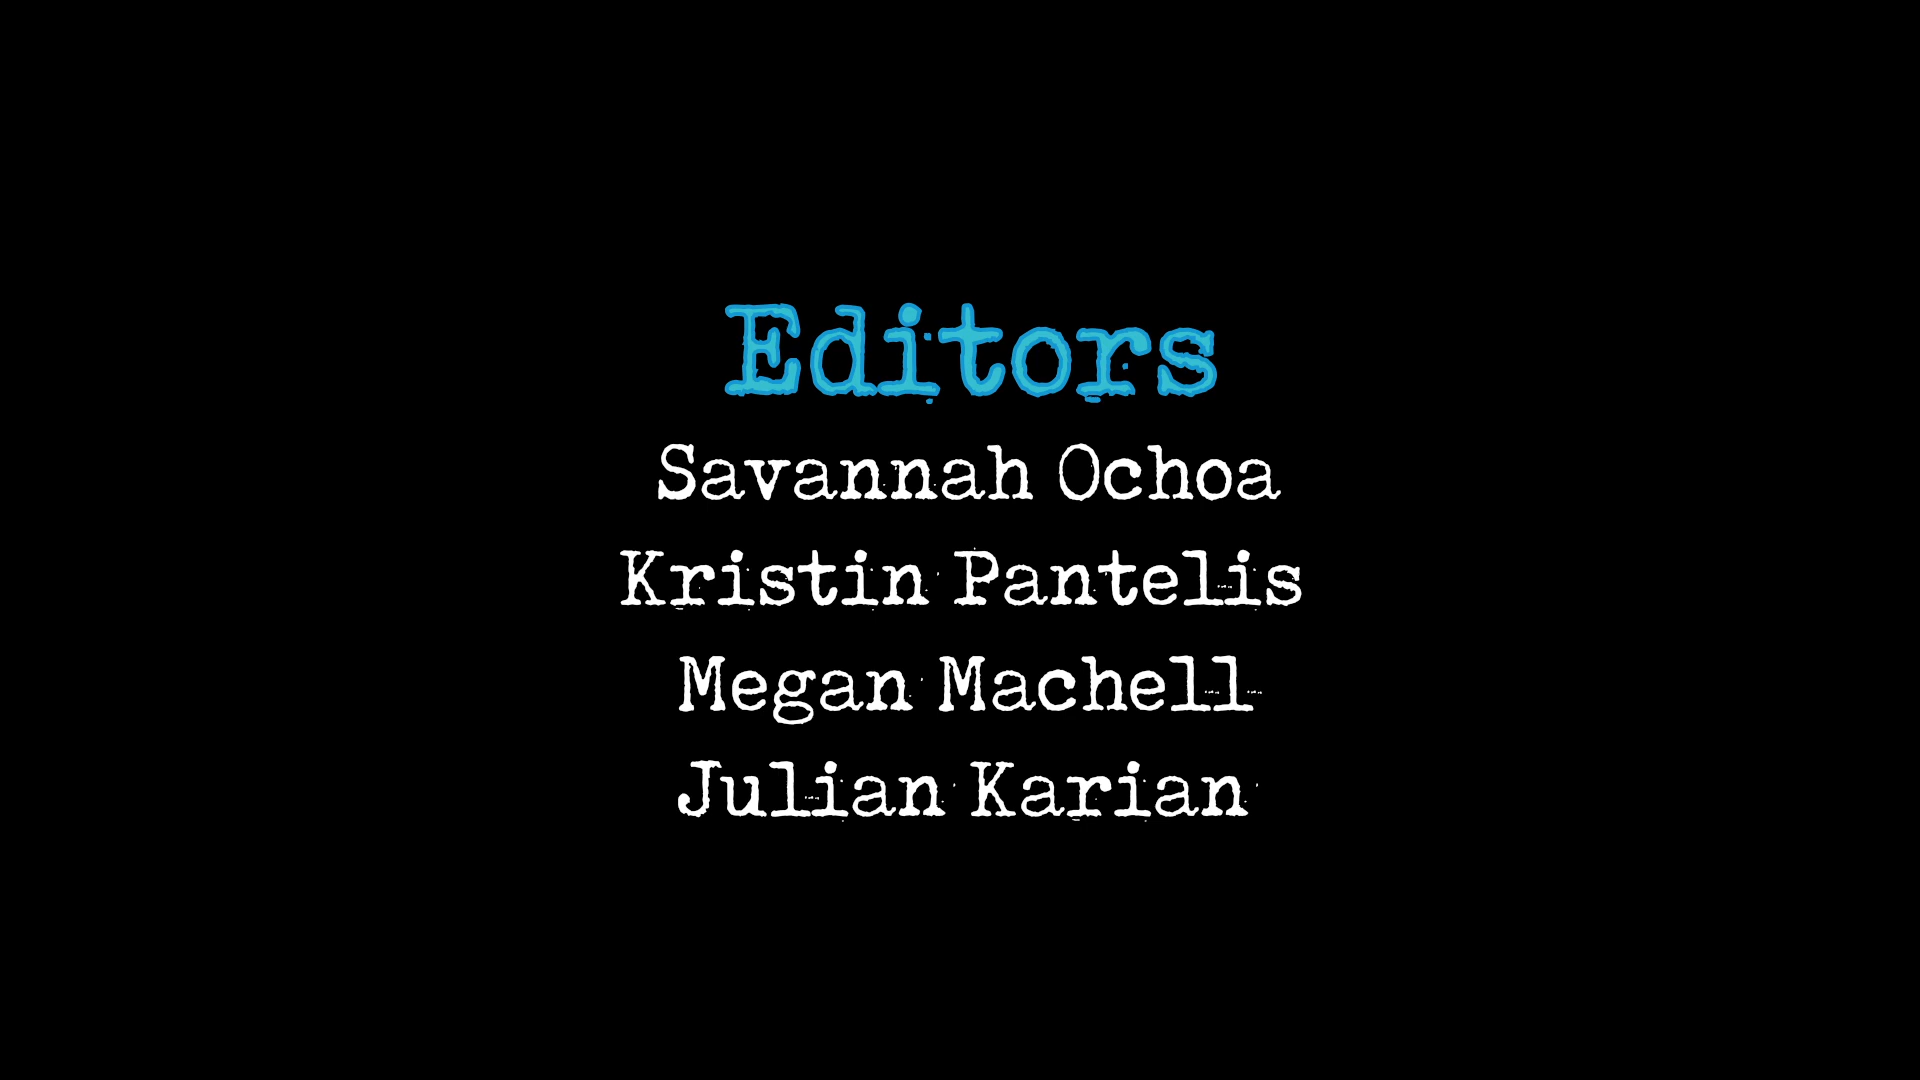 Editors
Savannah Ochoa
Kristin Pantelis
Megan Machell
Julian Karian